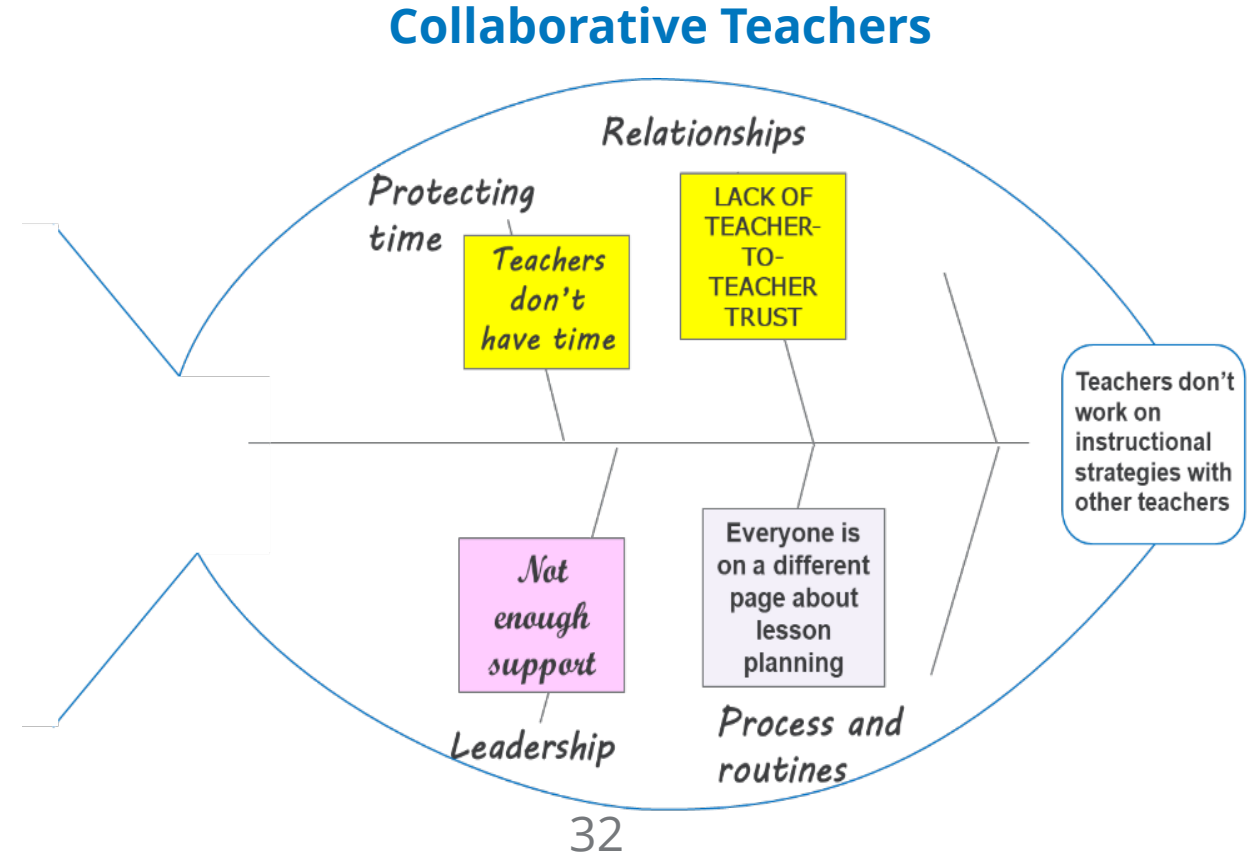 Collaborative Teachers
Relationships
Protecting
time
Teachers
don't
have time
LACK OF
TEACHER-
TO-
TEACHER
TRUST
Teachers don't
work on
instructional
strategies with
other teachers
Not
enough
support
Leadership
Everyone is
on a different
page about
lesson
planning
Process and
routines
32